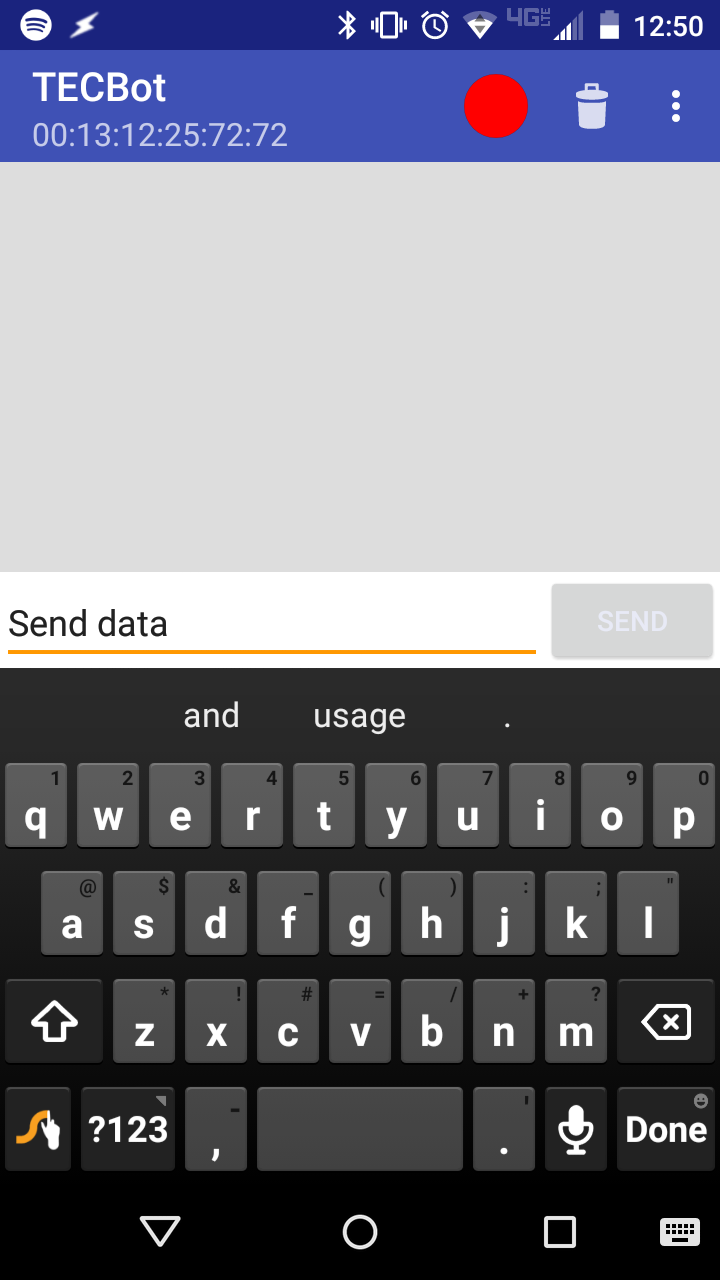 4G LTE 12:50
TECBot
00:13:12:25:72:72
Send data SEND
and usage .
1 2 3 4 5 6 7 8 9 0
q w e r t y u i o p
@ $ & _ ( ) : ; "
a s d f g h j k l
* ! # = / + ?
z x c v b n m
- '
?123 , . Done